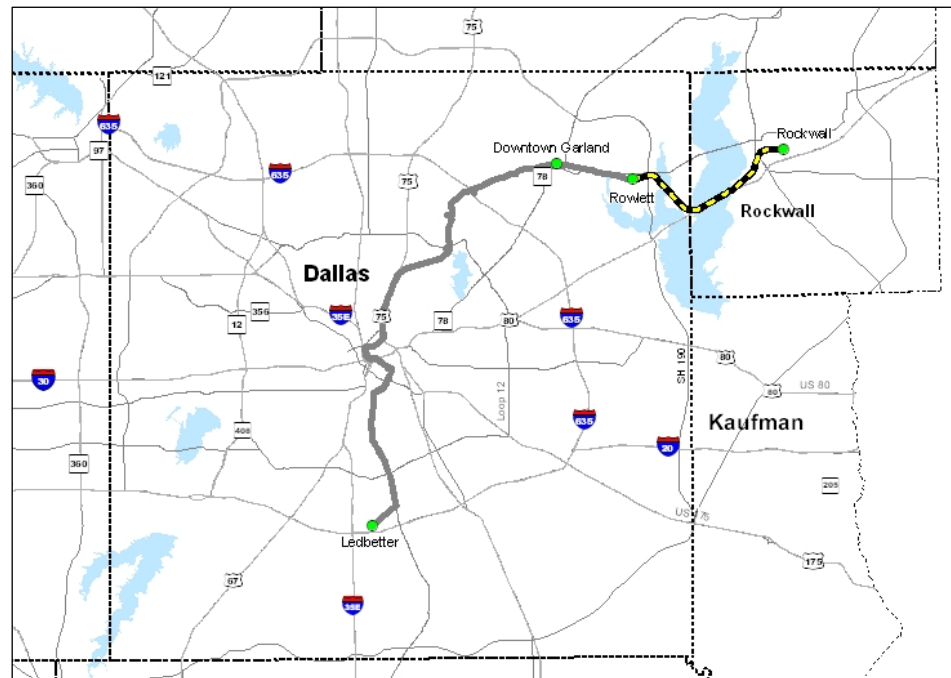 75
121
635
97
360
635
75
Downtown Garland
78
Rowlett
Rockwall
Rockwall
Dallas
356
12
35E
75
78
80
635
30
Loop 12
SH 190
80
80
US 80
408
635
20
Kaufman
360
205
US 175
Ledbetter
175
67
35E